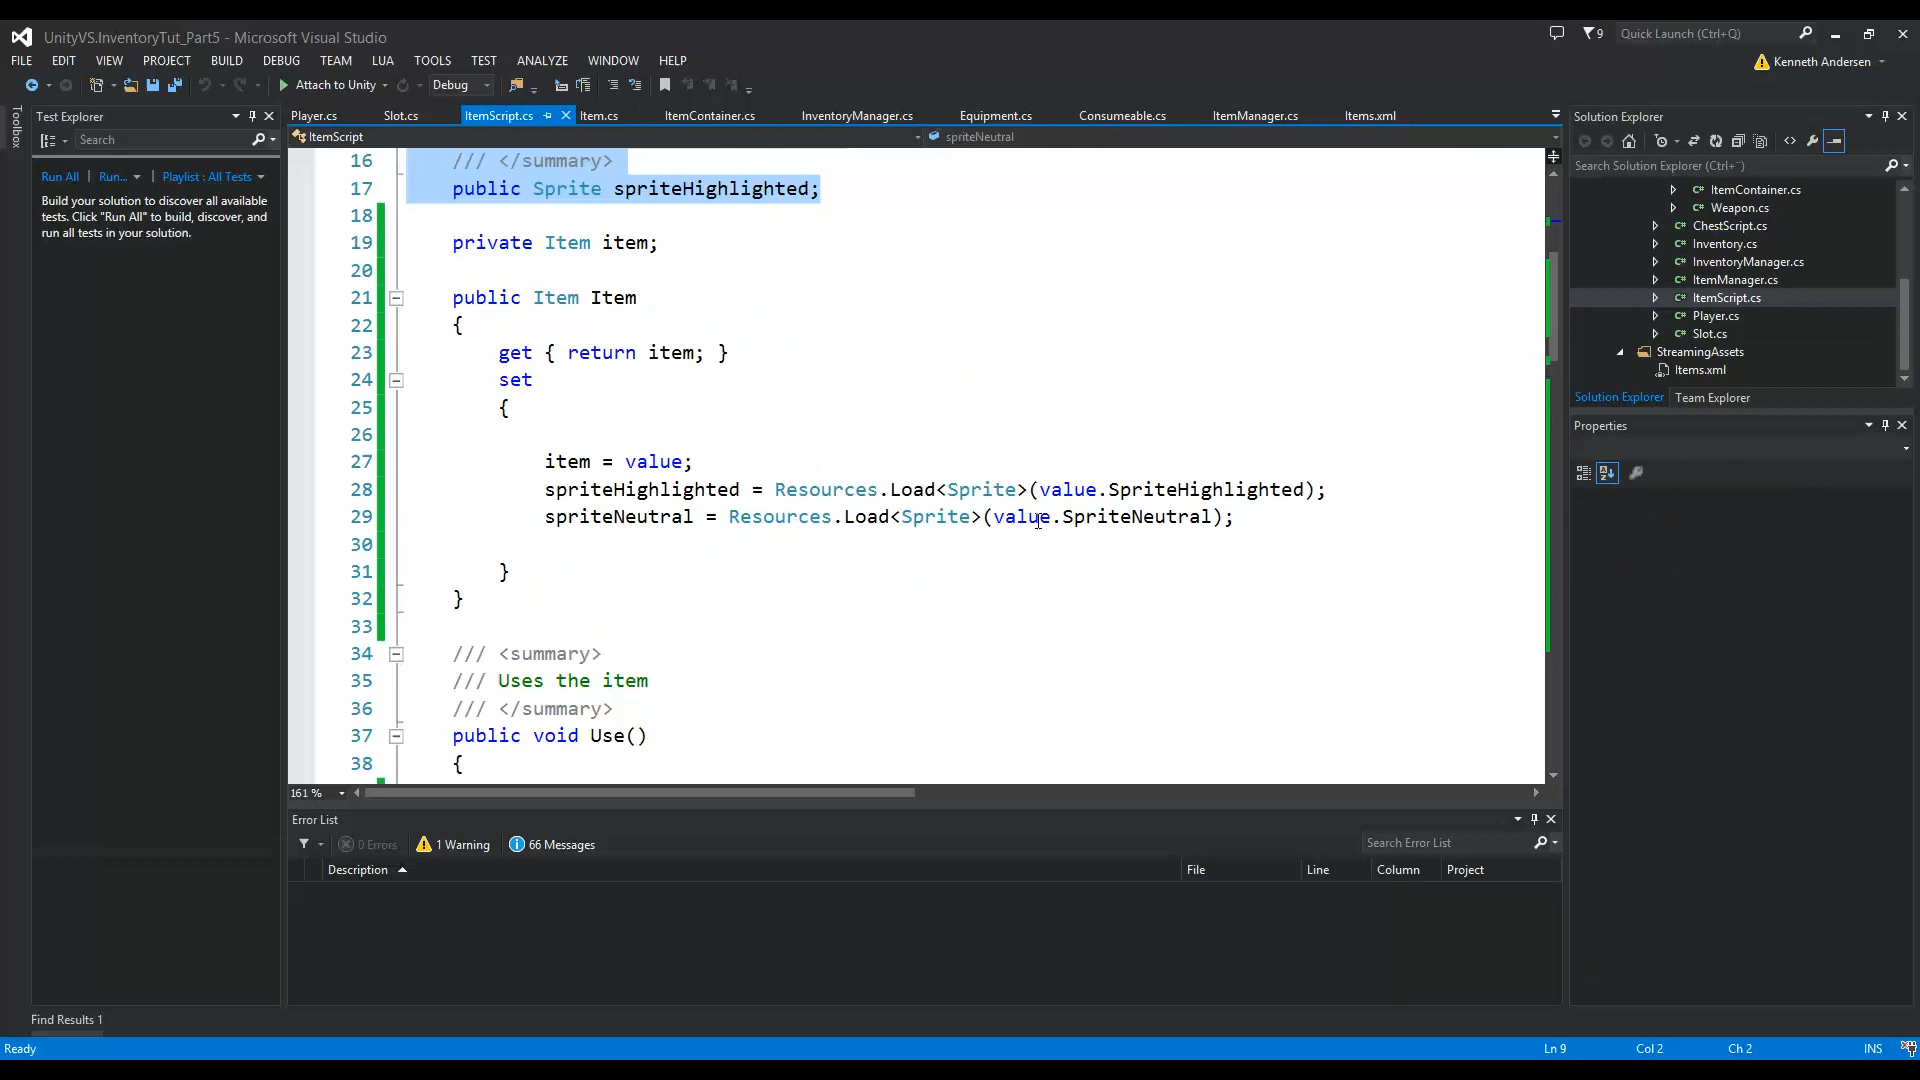 UnityVS.InventoryTut_Part5 - Microsoft Visual Studio
9
Quick Launch (Ctrl+Q)
FILE EDIT VIEW PROJECT BUILD DEBUG TEAM LUA TOOLS TEST ANALYZE WINDOW HELP
Kenneth Andersen
Attach to Unity
Debug
Toolbox
Test Explorer
Search
Run All | Run... | Playlist : All Tests
Build your solution to discover all available
tests. Click "Run All" to build, discover, and
run all tests in your solution.
Player.cs Slot.cs ItemScript.cs Item.cs ItemContainer.cs InventoryManager.cs Equipment.cs Consumeable.cs ItemManager.cs Items.xml
ItemScript
spriteNeutral
16 /// </summary>
17 public Sprite spriteHighlighted;
18
19 private Item item;
20
21 public Item Item
22 {
23 get { return item; }
24 set
25 {
26
27 item = value;
28 spriteHighlighted = Resources.Load<Sprite>(value.SpriteHighlighted);
29 spriteNeutral = Resources.Load<Sprite>(value.SpriteNeutral);
30
31 }
32 }
33
34 /// <summary>
35 /// Uses the item
36 /// </summary>
37 public void Use()
38 {
161 %
Error List
0 Errors
1 Warning
66 Messages
Search Error List
Description File Line Column Project
Solution Explorer
Search Solution Explorer (Ctrl+¨)
C# ItemContainer.cs
C# Weapon.cs
C# ChestScript.cs
C# Inventory.cs
C# InventoryManager.cs
C# ItemManager.cs
C# ItemScript.cs
C# Player.cs
C# Slot.cs
StreamingAssets
Items.xml
Solution Explorer Team Explorer
Properties
Find Results 1
Ready
Ln 9 Col 2 Ch 2 INS